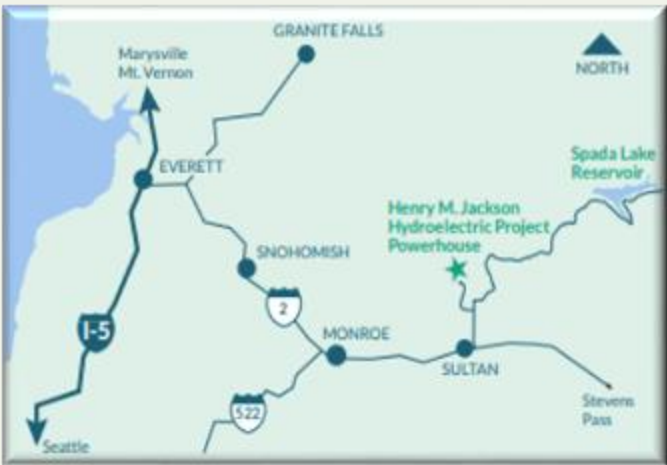 GRANITE FALLS
Marysville
Mt. Vernon
NORTH
EVERETT
Spada Lake
Reservoir
Henry M. Jackson
Hydroelectric Project
Powerhouse
SNOHOMISH
2
I-5
MONROE
SULTAN
522
Stevens
Pass
Seattle